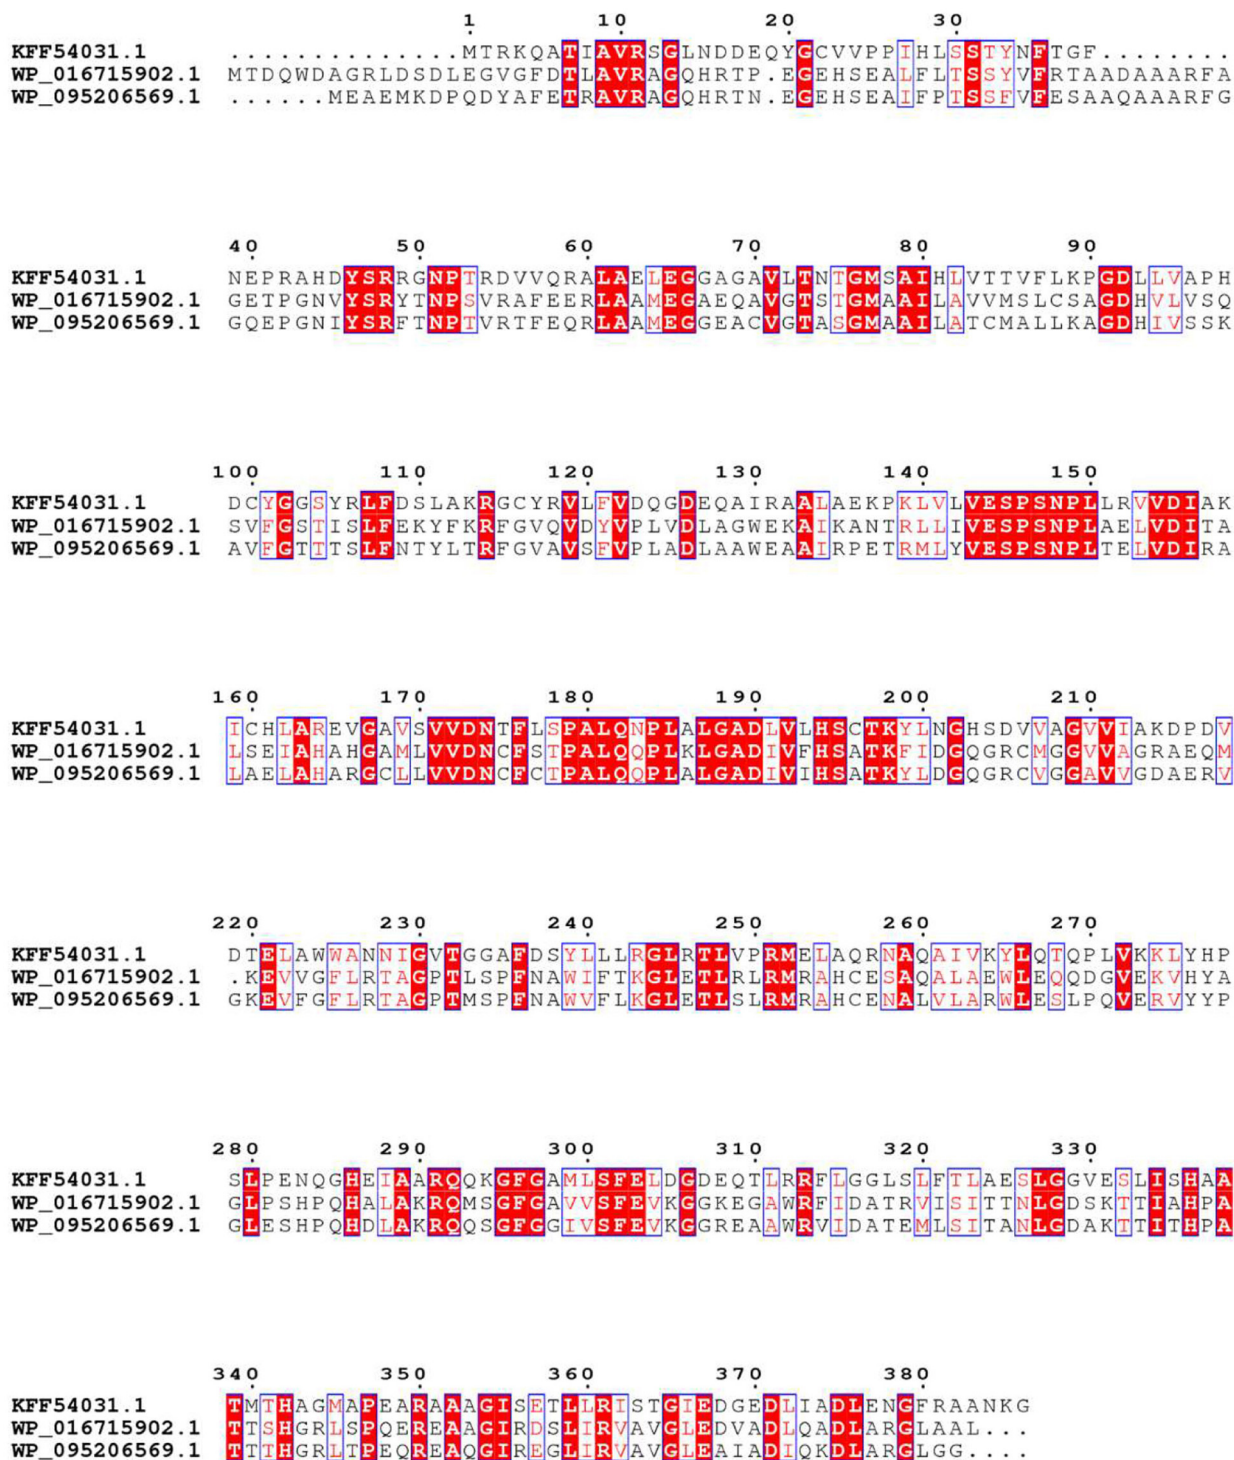 1 10 20 30
KFF54031.1 ..............MTRKQATIAVRSGLNDDEQYGCVVPPIHLSSTYNFTGF........
WP_016715902.1 MTDQWDAGRLDSDLEGVGFDTLAVRAGQHRTP.EGEHSEALFLTSSYVFRTAADAAARFA
WP_095206569.1 ......MEAEMKDPQDYAFETRAVRAGQHRTN.EGEHSEAIFPTSSFVFESAAQAAARFG
40 50 60 70 80 90
KFF54031.1 NEPRAHDYSRRGNPTRDVVQRALAELEGGAGAVLTNTGMSAIHLVTTVFLKPGDLLVAPH
WP_016715902.1 GETPGNVYSRYTNPSVRAFEERLAAMEGAEQAVGTSTGMAAILAVVMSLCSAGDHVLVSQ
WP_095206569.1 GQEPGNIYSRFTNPTVRTFEQRLAAMEGGEACVGTASGMAAILATCMALLKAGDHIVSSK
100 110 120 130 140 150
KFF54031.1 DCYGGSYRLFDSLAKRGCYRVLFVDQGDEQAIRAALAEKPKLVLVESPSNPLLRVVDIAK
WP_016715902.1 SVFGSTISLFEKYFKRFGVQVDYVPLVDLAGWEKAIKANTRLLIVESPSNPLAELVDITA
WP_095206569.1 AVFGTTTSLFNTYLTRFGVAVSFVPLADLAAWEAAIRPETRMLYVESPSNPLTELVDIRA
160 170 180 190 200 210
KFF54031.1 ICHLAREVGAVSVVDNTFLSPALQNPLALGADLVLHSCTKYLNGHSDVVAGVVIAKDPDV
WP_016715902.1 LSEIAHAHGAMLVVDNCFSTPALQQPLKLGADIVFHSATKFIDGQGRCMGGVVAGRAEQM
WP_095206569.1 LAELAHARGCLLVVDNCFCTPALQQPLALGADIVIHSATKYLDGQGRCVGGAVVGDAERV
220 230 240 250 260 270
KFF54031.1 DTELAWWANNIGVTGGAFDSYLLLRGLRTLVPRMELAQRNAQAIVKYLQTQPLVKKLYHP
WP_016715902.1 .KEVVGFLRTAGPTLSPFNAWIFTKGLETLRLRMRAHCESAQALAEWLEQQDGVEKVHYA
WP_095206569.1 GKEVFGFLRTAGPTMSPFNAWVFLKGLETLSLRMRAHCENALVLARWLESLPQVERVYYP
280 290 300 310 320 330
KFF54031.1 SLPENQGHEIAARQQKGFGAMLSFELDGDEQTLRRFLGGLSLFTLAESLGGVESLISHAA
WP_016715902.1 GLPSHPQHALAKRQMSGFGAVVSFEVKGGKEGAWRFIDATRVISITTNLGDSKTTIAHPA
WP_095206569.1 GLESHPQHDLAKRQQSGFGGIVSFEVKGGREAAWRVIDATEMLSITANLGDAKTTITHPA
340 350 360 370 380
KFF54031.1 TMTHAGMAPEARAAAGISETLLRISTGIEDGEDLIADLENGFRAANKG
WP_016715902.1 TTSHGRLSPQEREAAGIRDSLIRVAVGLEDVADLQADLARGLAAL...
WP_095206569.1 TTTHGRLTPEQREAQGIREGLIRVAVGLEAIADIQKDLARGLGG....